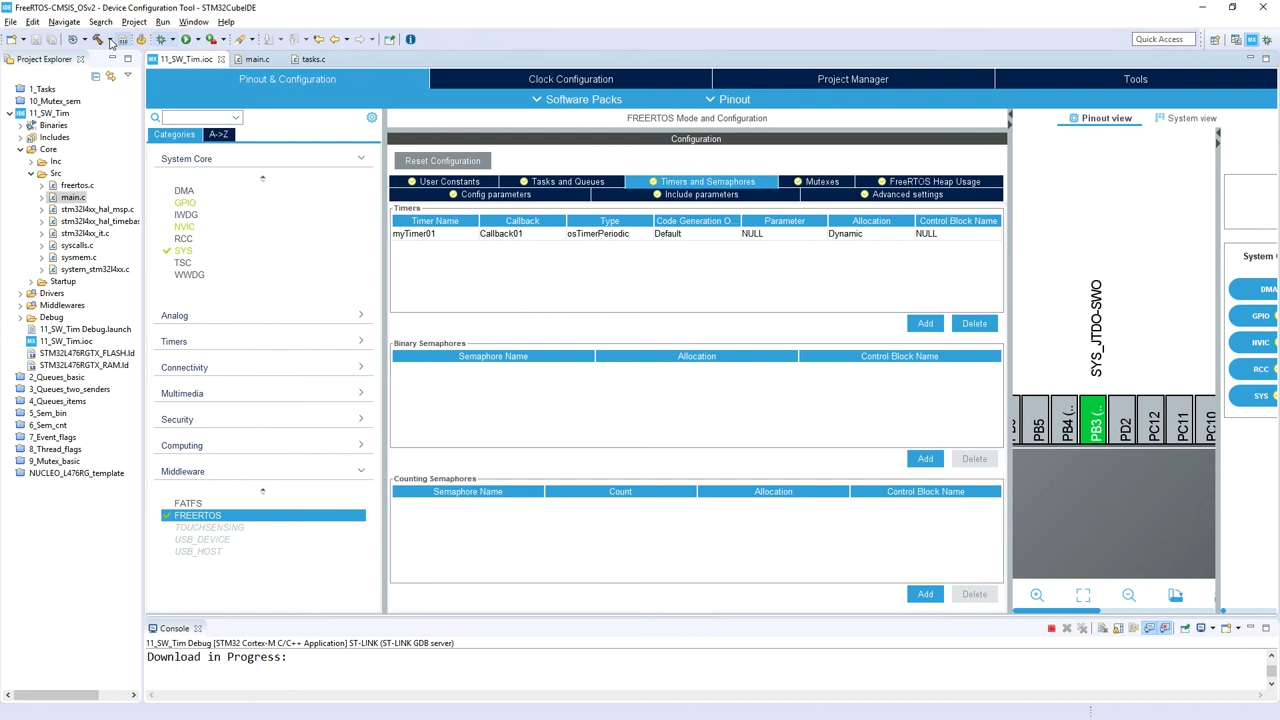 IDE FreeRTOS-CMSIS_OSv2 - Device Configuration Tool - STM32CubeIDE
File Edit Navigate Search Project Run Window Help
Quick Access
Project Explorer
11_SW_Tim.ioc main.c tasks.c
Pinout & Configuration Clock Configuration Project Manager Tools
Software Packs Pinout
1_Tasks
10_Mutex_sem
11_SW_Tim
Binaries
Includes
Core
Inc
Src
freertos.c
main.c
stm32l4xx_hal_msp.c
stm32l4xx_hal_timebas
stm32l4xx_it.c
syscalls.c
sysmem.c
system_stm32l4xx.c
Startup
Drivers
Middlewares
Debug
11_SW_Tim Debug.launch
11_SW_Tim.ioc
STM32L476RGTX_FLASH.ld
STM32L476RGTX_RAM.ld
2_Queues_basic
3_Queues_two_senders
4_Queues_items
5_Sem_bin
6_Sem_cnt
7_Event_flags
8_Thread_flags
9_Mutex_basic
NUCLEO_L476RG_template
Categories A->Z
System Core
DMA
GPIO
IWDG
NVIC
RCC
SYS
TSC
WWDG
Analog
Timers
Connectivity
Multimedia
Security
Computing
Middleware
FATFS
FREERTOS
TOUCHSENSING
USB_DEVICE
USB_HOST
FREERTOS Mode and Configuration
Configuration
Reset Configuration
User Constants Tasks and Queues Timers and Semaphores Mutexes FreeRTOS Heap Usage
Config parameters Include parameters Advanced settings
Timers
Timer Name Callback Type Code Generation O... Parameter Allocation Control Block Name
myTimer01 Callback01 osTimerPeriodic Default NULL Dynamic NULL
Add Delete
Binary Semaphores
Semaphore Name Allocation Control Block Name
Add Delete
Counting Semaphores
Semaphore Name Count Allocation Control Block Name
Add Delete
Pinout view System view
SYS_JTDO-SWO
PB5 PB4 (.. PB3 (.. PD2 PC12 PC11 PC10
System C
DMA
GPIO
NVIC
RCC
SYS
Console
11_SW_Tim Debug [STM32 Cortex-M C/C++ Application] ST-LINK (ST-LINK GDB server)
Download in Progress: